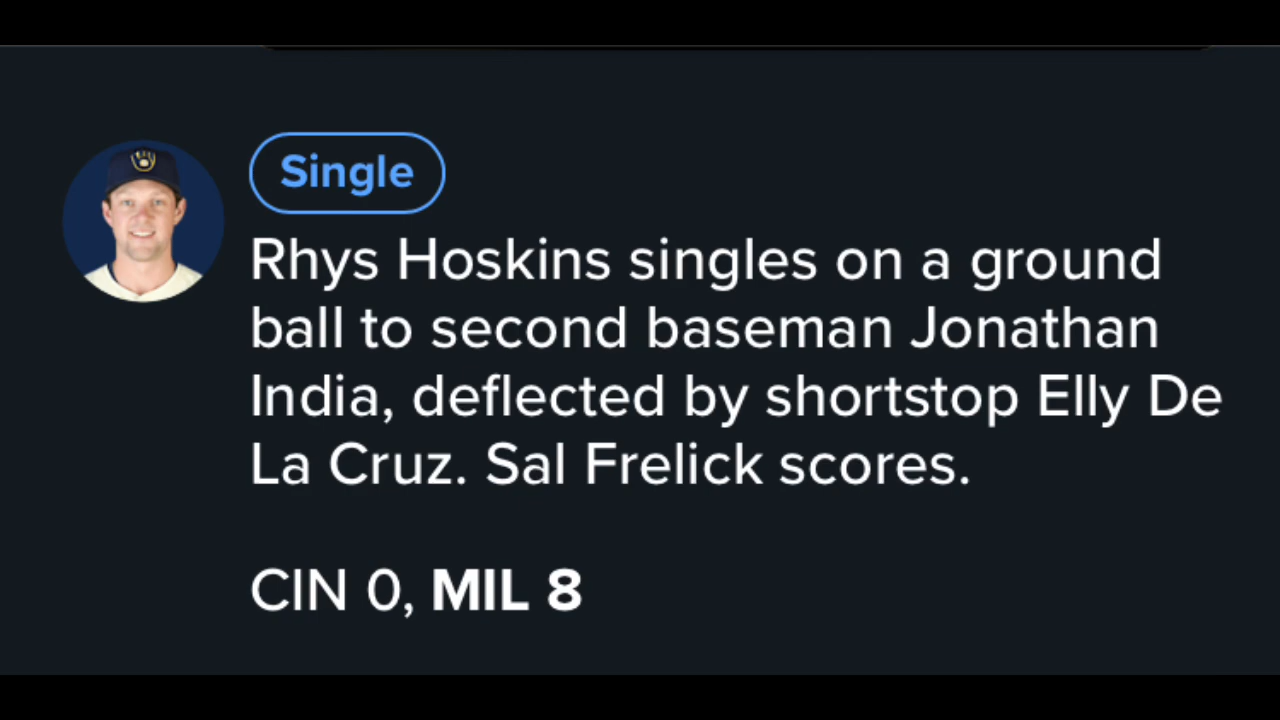 Single
Rhys Hoskins singles on a ground
ball to second baseman Jonathan
India, deflected by shortstop Elly De
La Cruz. Sal Frelick scores.
CIN 0, MIL 8